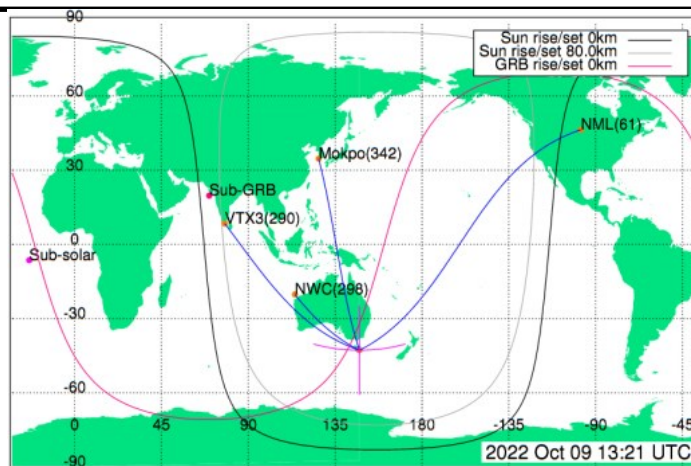 90
Sun rise/set 0km
Sun rise/set 80.0km
GRB rise/set 0km
60
NML(61)
Mokpo(342)
30
Sub-GRB
VTX3(290)
0
Sub-solar
NWC(298)
-30
-60
0 45 90 135 180 -135 -90 -45
2022 Oct 09 13:21 UTC
-90